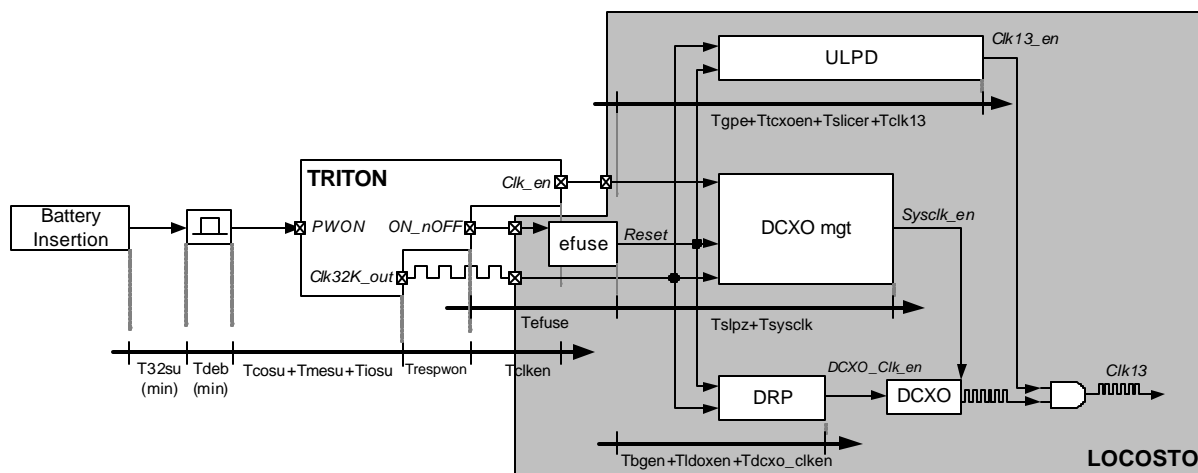 Clk13_en
ULPD
Tgpe+Ttcxoen+Tslicer+Tclk13
TRITON
Clk_en
Battery
Insertion
PWON
ON_nOFF
efuse
Reset
DCXO mgt
Sysclk_en
Clk32K_out
Tefuse
Tslpz+Tsysclk
T32su
(min)
Tdeb
(min)
Tcosu+Tmesu+Tiosu
Trespwon
Tclken
DCXO_Clk_en
Clk13
DRP
DCXO
Tbgen+Tldoxen+Tdcxo_clken
LOCOSTO